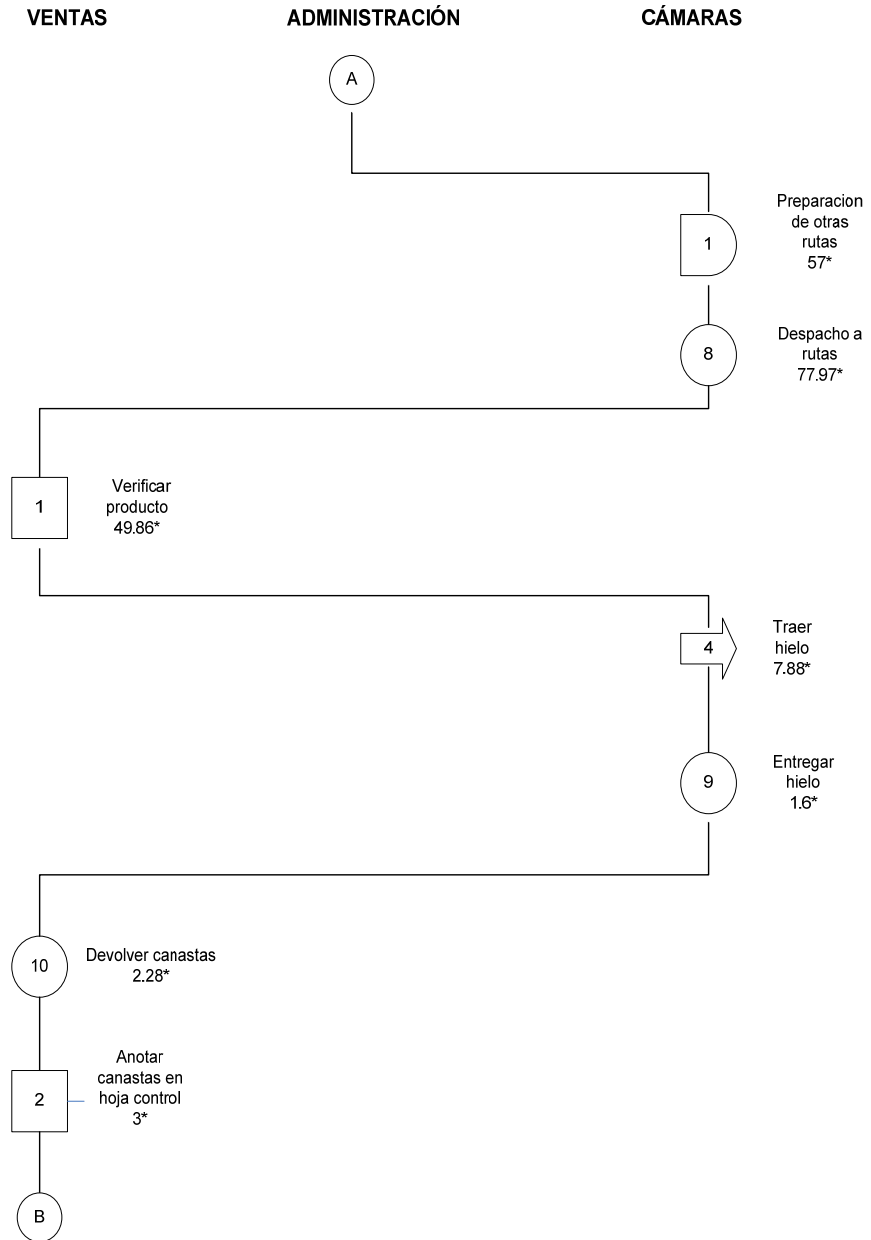 VENTAS
ADMINISTRACIÓN
CÁMARAS
A
1
Preparacion
de otras
rutas
57*
8
Despacho a
rutas
77.97*
1
Verificar
producto
49.86*
4
Traer
hielo
7.88*
9
Entregar
hielo
1.6*
10
Devolver canastas
2.28*
2
Anotar
canastas en
hoja control
3*
B